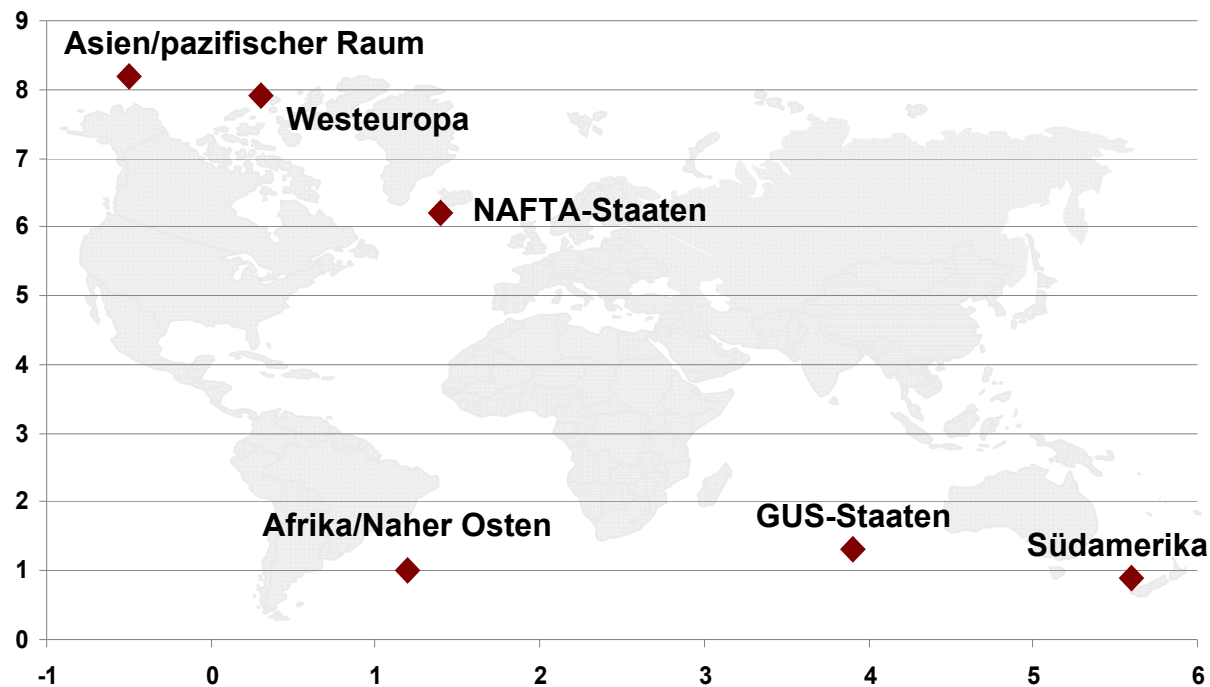 9
Asien/pazifischer Raum
8
Westeuropa
7
NAFTA-Staaten
6
5
4
3
2
Afrika/Naher Osten
GUS-Staaten
Südamerika
1
0
-1 0 1 2 3 4 5 6